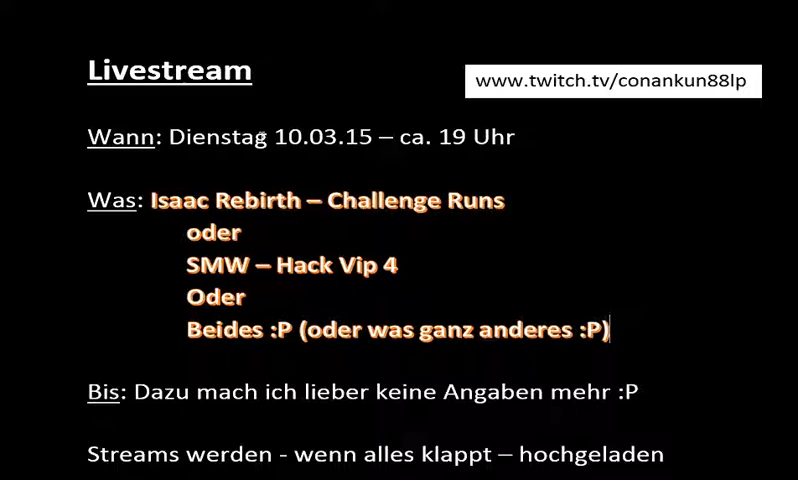 Livestream
www.twitch.tv/conankun88lp
Wann: Dienstag 10.03.15 – ca. 19 Uhr
Was: Isaac Rebirth – Challenge Runs
oder
SMW – Hack Vip 4
Oder
Beides :P (oder was ganz anderes :P)
Bis: Dazu mach ich lieber keine Angaben mehr :P
Streams werden - wenn alles klappt – hochgeladen